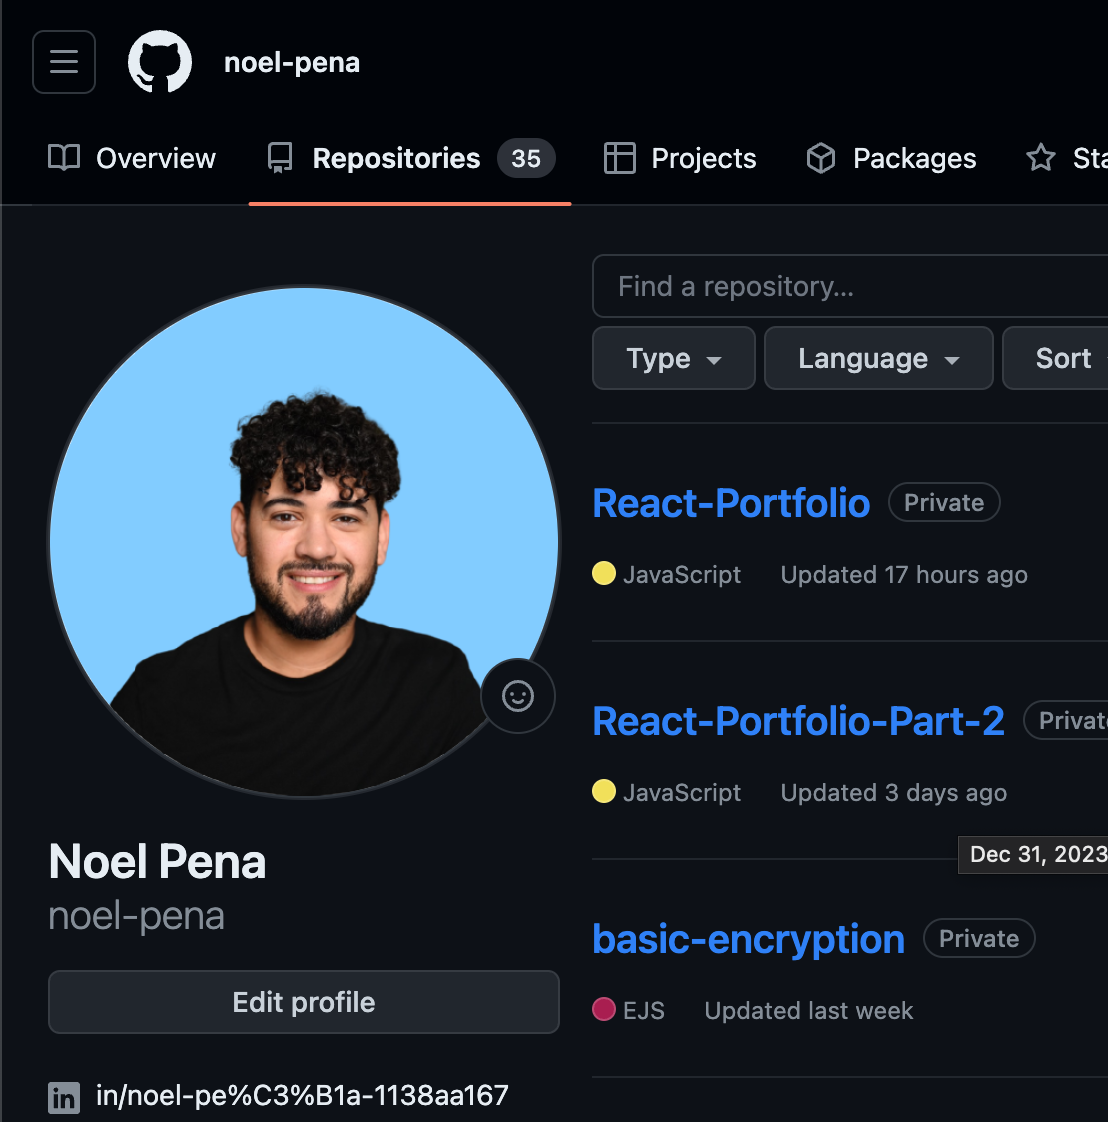 noel-pena
Overview Repositories 35 Projects Packages Sta
Find a repository...
Type Language Sort
React-Portfolio Private
JavaScript Updated 17 hours ago
React-Portfolio-Part-2 Privat
JavaScript Updated 3 days ago
Dec 31, 2023
basic-encryption Private
EJS Updated last week
Noel Pena
noel-pena
Edit profile
in in/noel-pe%C3%B1a-1138aa167